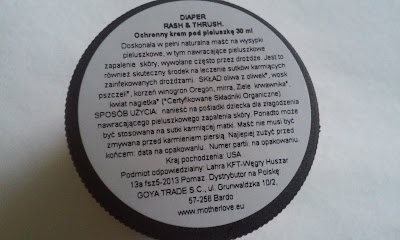 DIAPER
RASH & THRUSH.
Ochronny krem pod pieluszkę 30 ml
Doskonała w pełni naturalna maść na wysypki
pieluszkowe, w tym nawracające pieluszkowe
zapalenie skóry, wywołane często przez drożdże. Jest to
również skuteczny środek na leczenie sutków karmiących
zainfekowanych drożdżami SKŁAD oliwa z oliwek*, wosk
pszczeli*, korzeń winogron Oregon, mirra, Ziele krwawnika*,
kwiat nagietka* (*Certyfikowane Składniki Organiczne)
SPOSÓB UŻYCIA: nanieść na pośladki dziecka dla złagodzenia
nawracającego pieluszkowego zapalenia skóry. Ponadto może
być stosowana na sutki karmiącej matki. Maść nie musi być
zmywana przed karmieniem piersią. Najlepiej zużyć przed
końcem: data na opakowaniu. Numer partii: na opakowaniu.
Kraj pochodzenia: USA
Podmiot odpowiedzialny: Lahra KFT-Węgry Huszar
13a fsz5-2013 Pomaz. Dystrybutor na Polskę
GOYA TRADE S.C., ul. Grunwaldzka 10/2,
57-256 Bardo
www.motherlove.eu